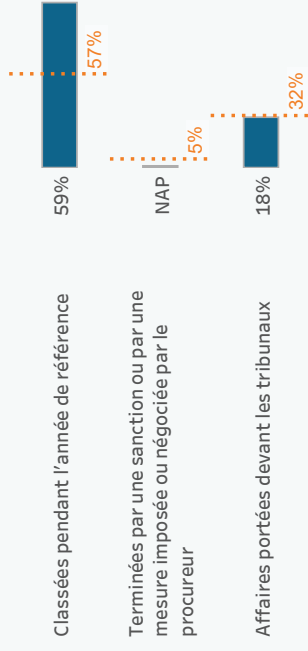 Classées pendant l'année de référence
59%
57%
Terminées par une sanction ou par une
mesure imposée ou négociée par le
procureur
NAP
5%
Affaires portées devant les tribunaux
18%
32%